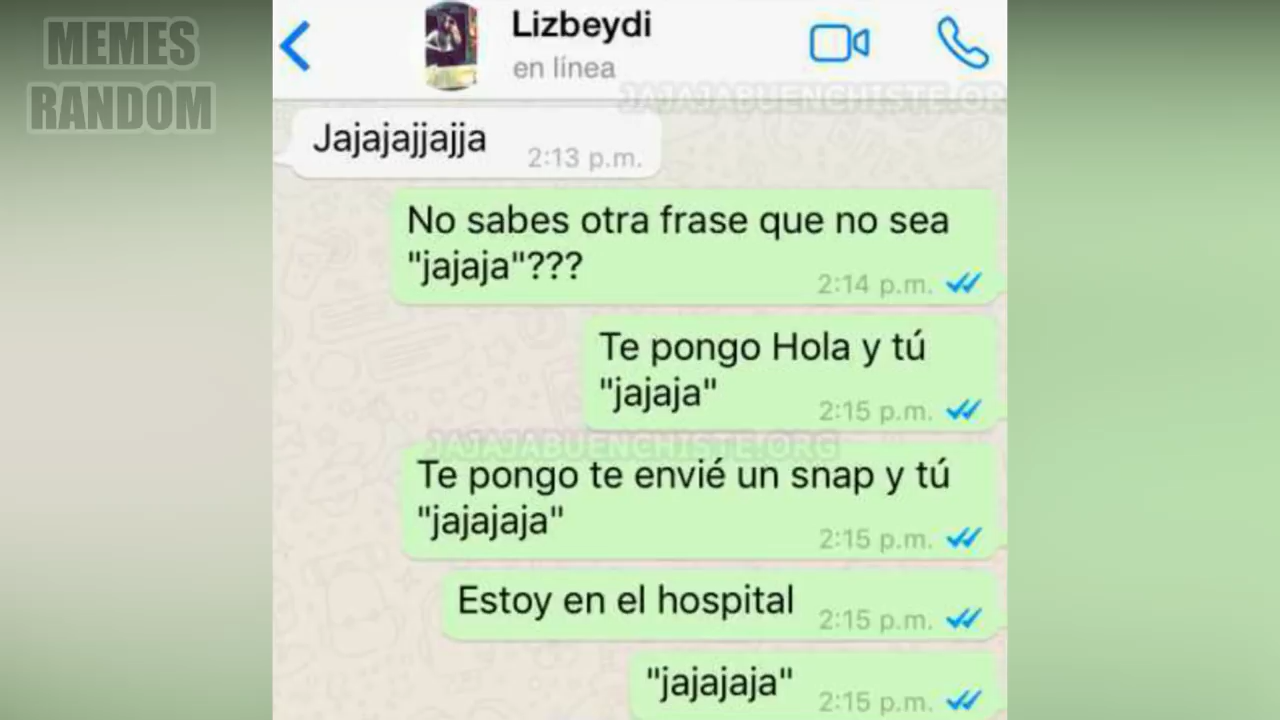 MEMES
RANDOM
Lizbeydi
en línea
JAJAJABUENCHISTE.OR
Jajajajjajja
2:13 p.m.
No sabes otra frase que no sea
"jajaja"???
2:14 p.m.
Te pongo Hola y tú
"jajaja"
2:15 p.m.
JAJAJABUENCHISTE.ORG
Te pongo te envié un snap y tú
"jajajaja"
2:15 p.m.
Estoy en el hospital
2:15 p.m.
"jajajaja"
2:15 p.m.